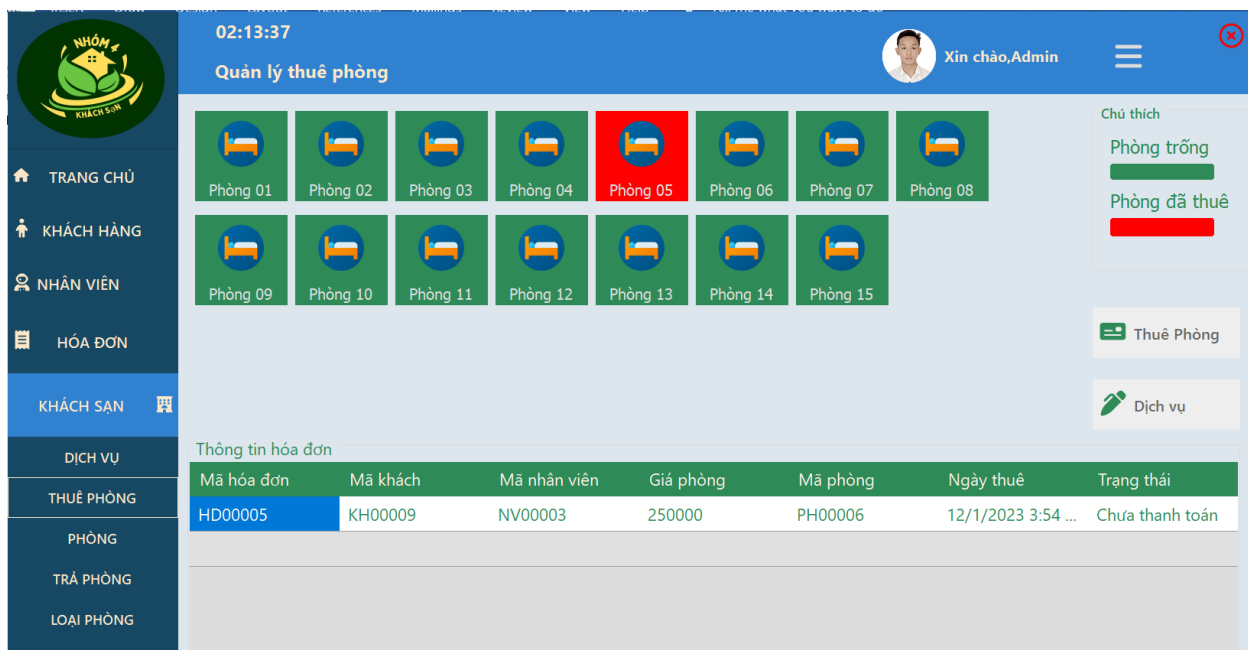 02:13:37
Quản lý thuê phòng
Xin chào,Admin
NHÓM 4
KHÁCH SẠN
TRANG CHỦ
KHÁCH HÀNG
NHÂN VIÊN
HÓA ĐƠN
KHÁCH SẠN
DỊCH VỤ
THUÊ PHÒNG
PHÒNG
TRẢ PHÒNG
LOẠI PHÒNG
Phòng 01 Phòng 02 Phòng 03 Phòng 04 Phòng 05 Phòng 06 Phòng 07 Phòng 08
Phòng 09 Phòng 10 Phòng 11 Phòng 12 Phòng 13 Phòng 14 Phòng 15
Chú thích
Phòng trống
Phòng đã thuê
Thuê Phòng
Dịch vụ
Thông tin hóa đơn
Mã hóa đơn Mã khách Mã nhân viên Giá phòng Mã phòng Ngày thuê Trạng thái
HD00005 KH00009 NV00003 250000 PH00006 12/1/2023 3:54 ... Chưa thanh toán